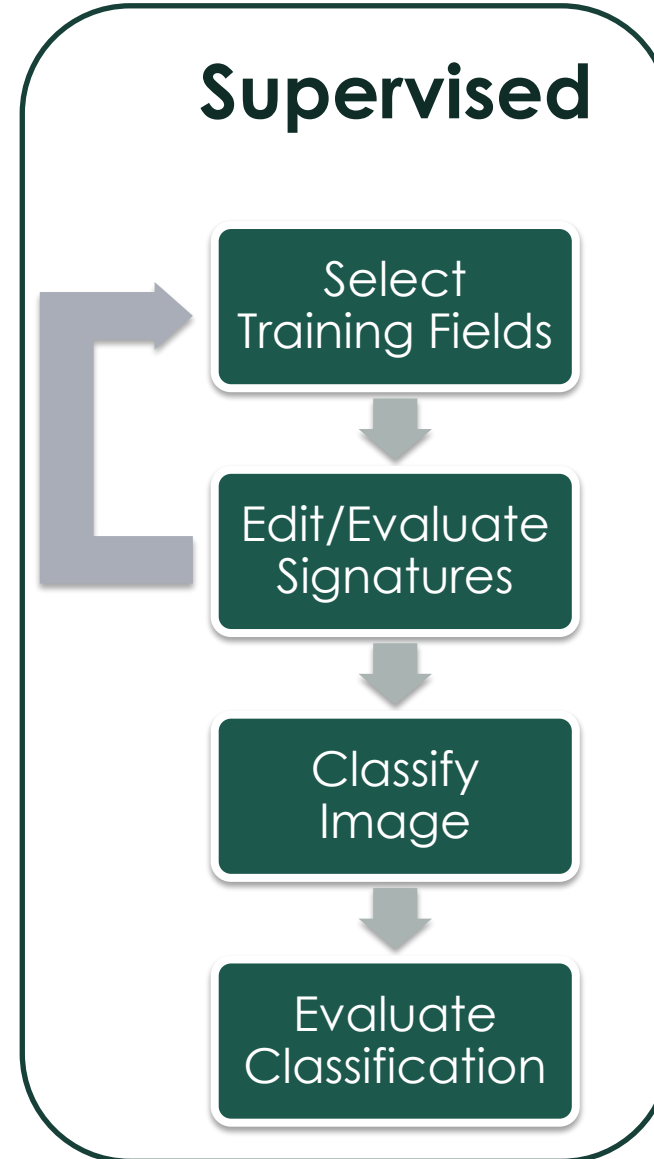 Supervised
Select
Training Fields
Edit/Evaluate
Signatures
Classify
Image
Evaluate
Classification